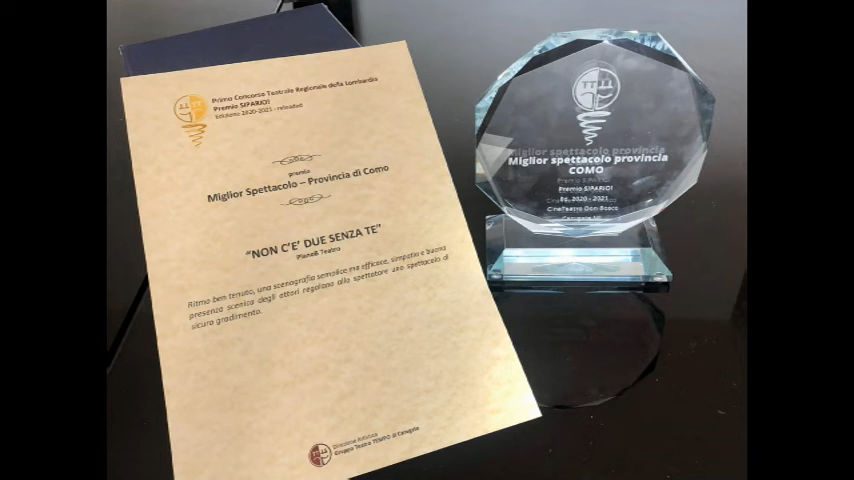 Primo Concorso Teatrale Regionale della Lombardia
Premio SIPARIO!
Edizione 2020-2021 - reloaded
premio
Miglior Spettacolo – Provincia di Como
“NON C’E’ DUE SENZA TE”
PianoB Teatro
Ritmo ben tenuto, una scenografia semplice ma efficace, simpatia e buona
presenza scenica degli attori regalano allo spettatore uno spettacolo di
sicuro gradimento.
Direzione Artistica
Gruppo Teatro TEMPO di Carugate
Miglior spettacolo provincia
COMO
Premio SIPARIO!
Ed. 2020 - 2021
CineTeatro Don Bosco
Carugate MI